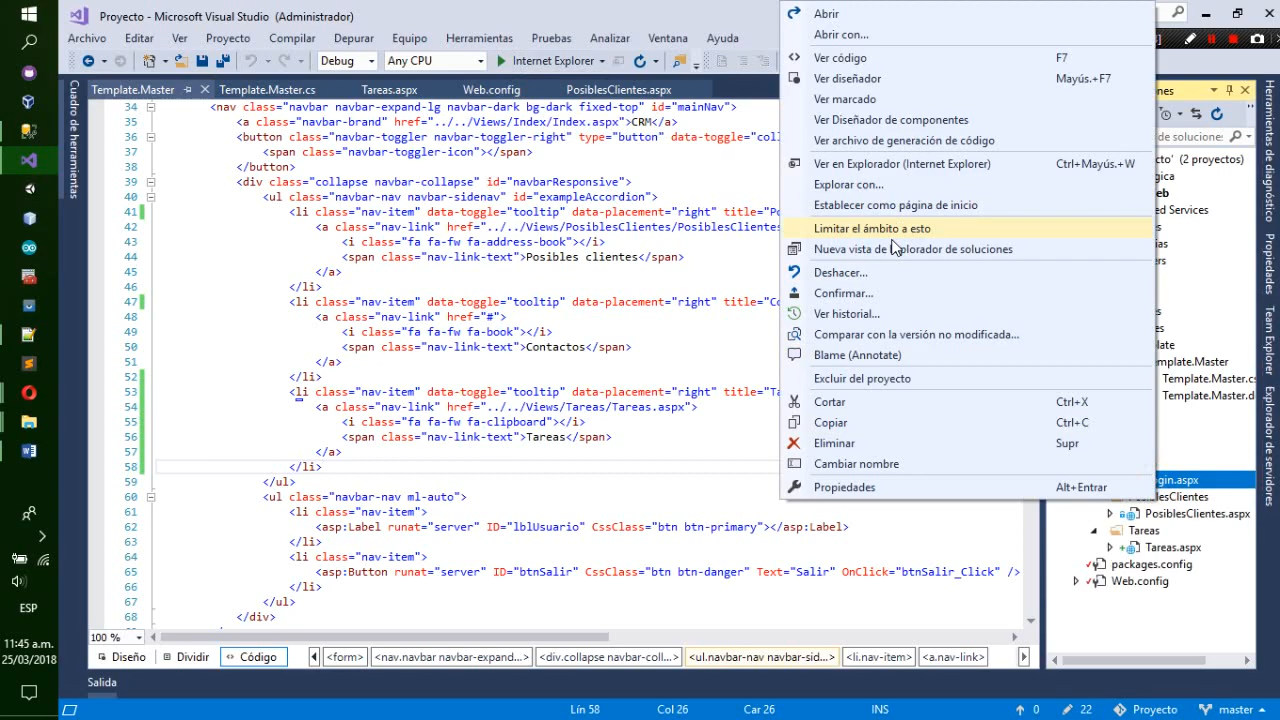 Proyecto - Microsoft Visual Studio (Administrador)
Archivo Editar Ver Proyecto Compilar Depurar Equipo Herramientas Pruebas Analizar Ventana Ayuda
Debug Any CPU Internet Explorer
Template.Master Template.Master.cs Tareas.aspx Web.config PosiblesClientes.aspx
Cuadro de herramientas
34 <nav class="navbar navbar-expand-lg navbar-dark bg-dark fixed-top" id="mainNav">
35 <a class="navbar-brand" href="../../Views/Index/Index.aspx">CRM</a>
36 <button class="navbar-toggler navbar-toggler-right" type="button" data-toggle="coll
37 <span class="navbar-toggler-icon"></span>
38 </button>
39 <div class="collapse navbar-collapse" id="navbarResponsive">
40 <ul class="navbar-nav navbar-sidenav" id="exampleAccordion">
41 <li class="nav-item" data-toggle="tooltip" data-placement="right" title="Po
42 <a class="nav-link" href="../../Views/PosiblesClientes/PosiblesClientes
43 <i class="fa fa-fw fa-address-book"></i>
44 <span class="nav-link-text">Posibles clientes</span>
45 </a>
46 </li>
47 <li class="nav-item" data-toggle="tooltip" data-placement="right" title="Co
48 <a class="nav-link" href="#">
49 <i class="fa fa-fw fa-book"></i>
50 <span class="nav-link-text">Contactos</span>
51 </a>
52 </li>
53 <li class="nav-item" data-toggle="tooltip" data-placement="right" title="Ta
54 <a class="nav-link" href="../../Views/Tareas/Tareas.aspx">
55 <i class="fa fa-fw fa-clipboard"></i>
56 <span class="nav-link-text">Tareas</span>
57 </a>
58 </li>
59 </ul>
60 <ul class="navbar-nav ml-auto">
61 <li class="nav-item">
62 <asp:Label runat="server" ID="lblUsuario" CssClass="btn btn-primary"></asp:Label>
63 </li>
64 <li class="nav-item">
65 <asp:Button runat="server" ID="btnSalir" CssClass="btn btn-danger" Text="Salir" OnClick="btnSalir_Click" />
66 </li>
67 </ul>
68 </div>
100 %
Diseño Dividir Código <form> <nav.navbar navbar-expand...> <div.collapse navbar-coll...> <ul.navbar-nav navbar-sid...> <li.nav-item> <a.nav-link>
Salida
Lín 58 Col 26 Car 26 INS 0 22 Proyecto master
Abrir
Abrir con...
Ver código F7
Ver diseñador Mayús.+F7
Ver marcado
Ver Diseñador de componentes
Ver archivo de generación de código
Ver en Explorador (Internet Explorer) Ctrl+Mayús.+W
Explorar con...
Establecer como página de inicio
Limitar el ámbito a esto
Nueva vista de explorador de soluciones
Deshacer...
Confirmar...
Ver historial...
Comparar con la versión no modificada...
Blame (Annotate)
Excluir del proyecto
Cortar Ctrl+X
Copiar Ctrl+C
Eliminar Supr
Cambiar nombre
Propiedades Alt+Entrar
nes
de solucione
cto' (2 proyectos)
gica
eb
ed Services
ias
ers
es
late
Template.Master
Template.Master.cs
Template.Master.d
gin.aspx
PosiblesClientes
PosiblesClientes.aspx
Tareas
Tareas.aspx
packages.config
Web.config
Herramientas de diagnóstico
Propiedades
Team Explorer
Explorador de servidores
ESP
11:45 a.m.
25/03/2018